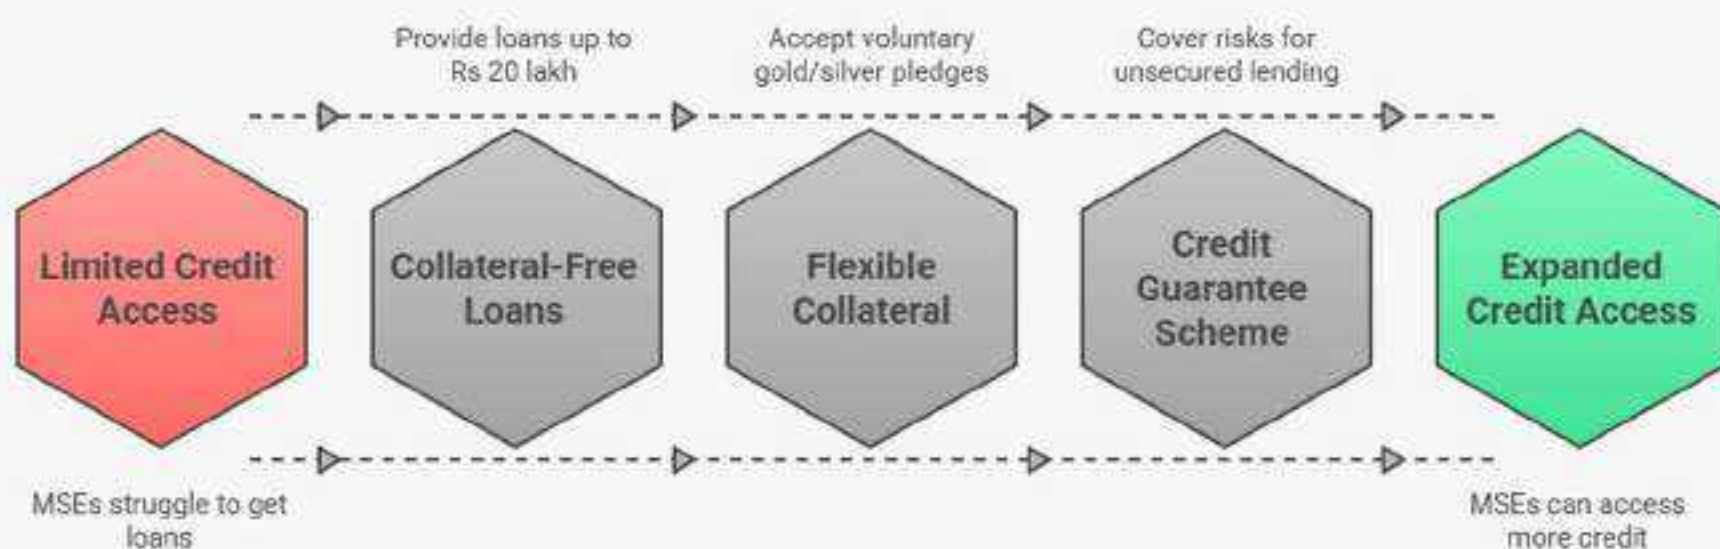 Provide loans up to
Rs 20 lakh
Accept voluntary
gold/silver pledges
Cover risks for
unsecured lending
Limited Credit
Access
Collateral-Free
Loans
Flexible
Collateral
Credit
Guarantee
Scheme
Expanded
Credit Access
MSEs struggle to get
loans
MSEs can access
more credit